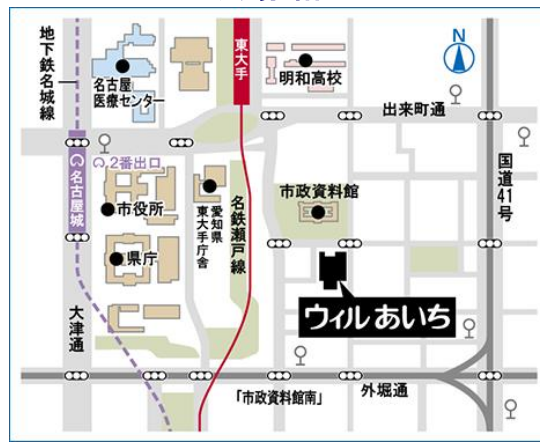 地下鉄名城線
名古屋
医療センター
東大手
明和高校
N
出来町通
2番出口
名古屋城
市役所
愛知県
東大手庁舎
名鉄瀬戸線
市政資料館
国道41号
県庁
ウィルあいち
大津通
「市政資料館南」
外堀通